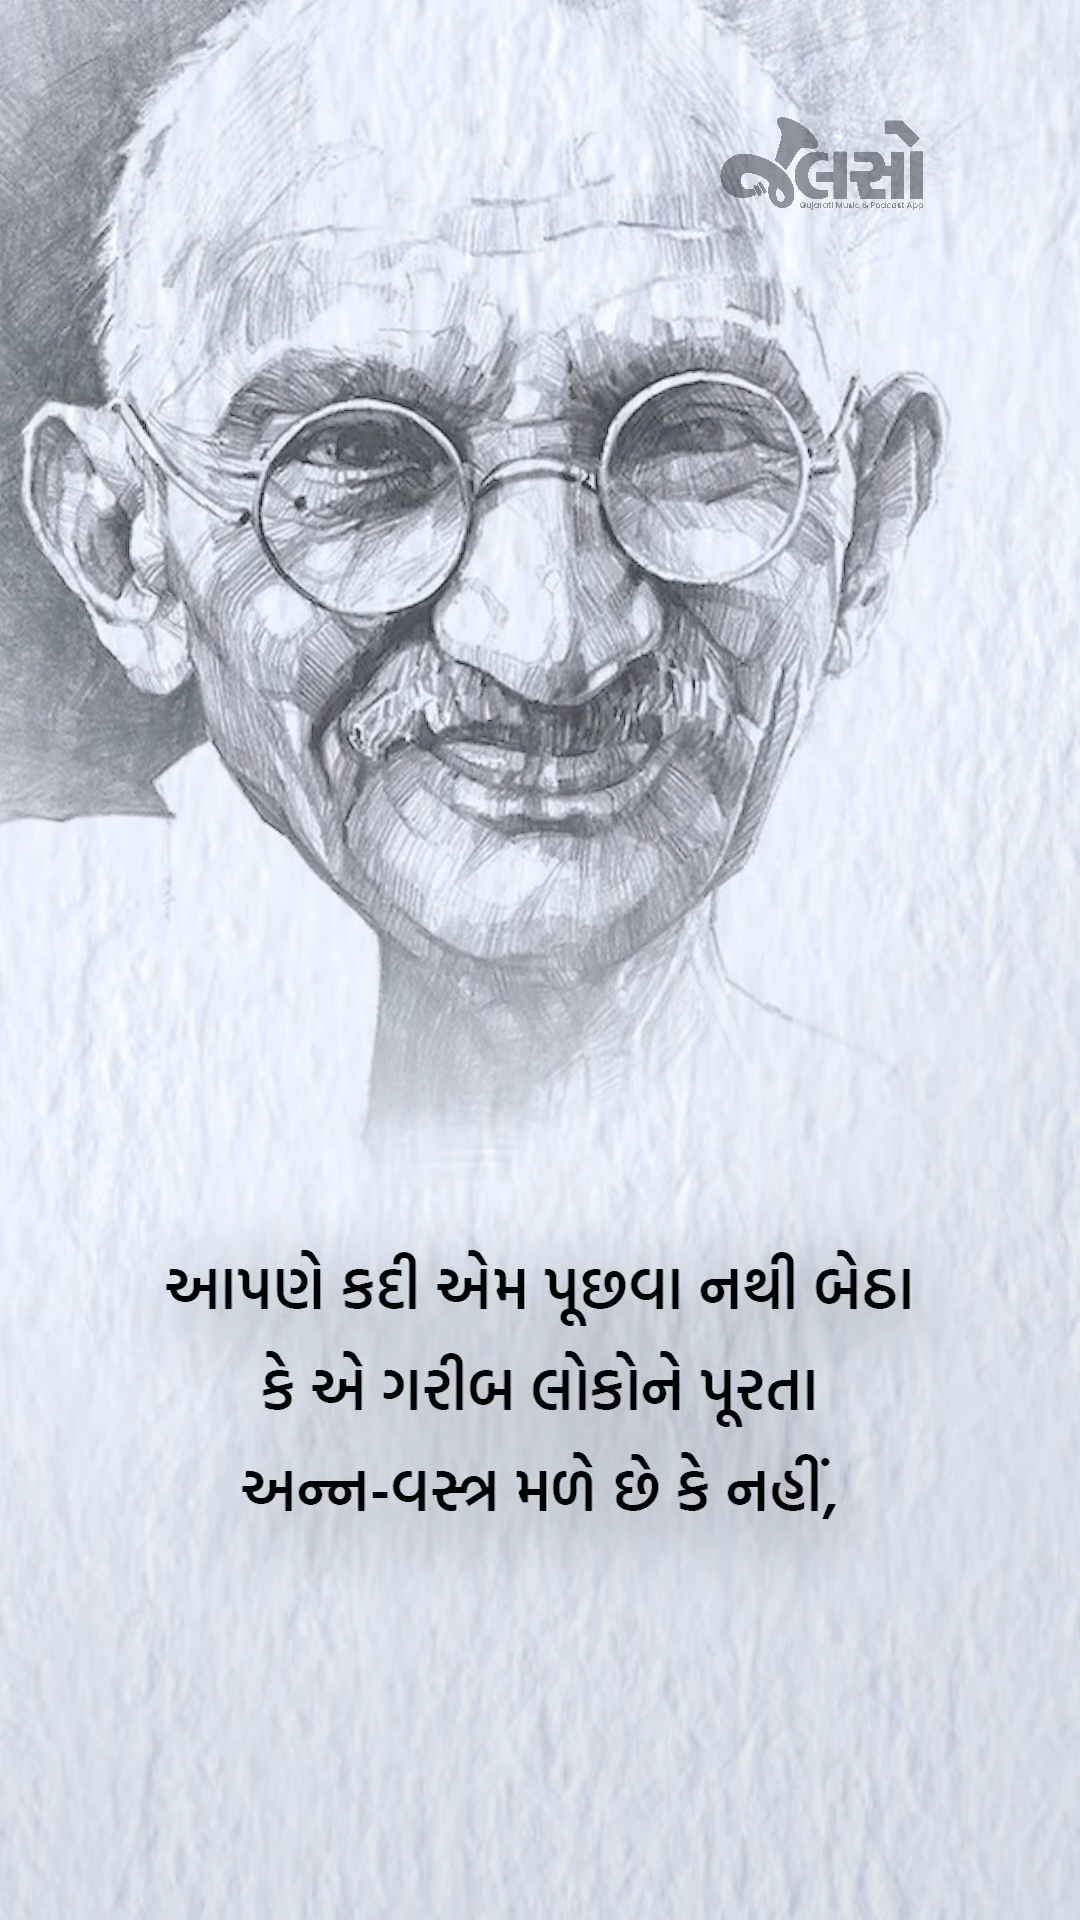 જલસો
Gujarati Music & Podcast App
આપણે કદી એમ પૂછવા નથી બેઠા
કે એ ગરીબ લોકોને પૂરતા
અન્ન-વસ્ત્ર મળે છે કે નહીં,